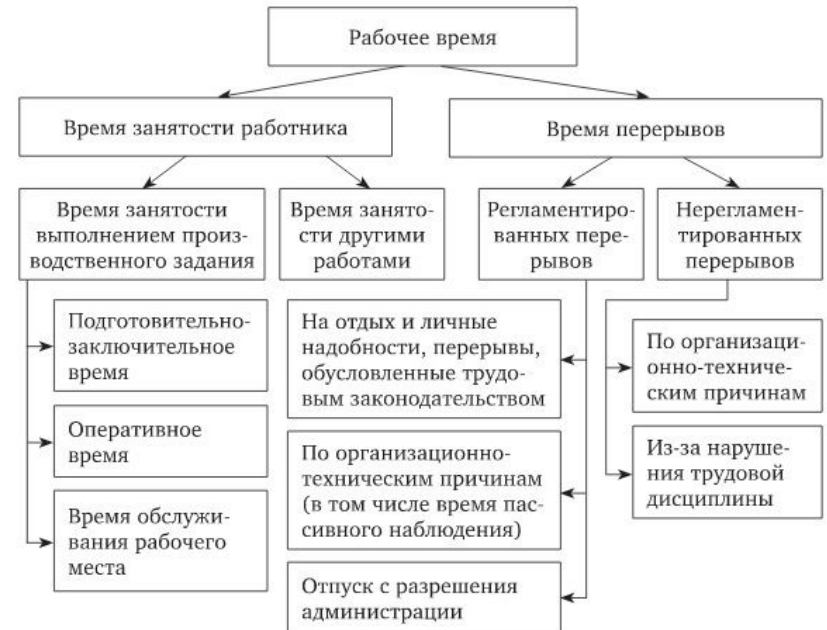 Рабочее время
Время занятости работника
Время перерывов
Время занятости
выполнением произ-
водственного задания
Время занято-
сти другими
работами
Регламентиро-
ванных пере-
рывов
Нерегламен-
тированных
перерывов
Подготовительно-
заключительное
время
Оперативное
время
Время обслужи-
вания рабочего
места
На отдых и личные
надобности, перерывы,
обусловленные трудо-
вым законодательством
По организационно-
техническим причинам
(в том числе время пас-
сивного наблюдения)
Отпуск с разрешения
администрации
По организаци-
онно-техниче-
ским причинам
Из-за наруше-
ния трудовой
дисциплины